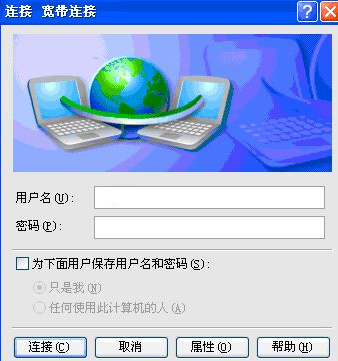 连接 宽带连接
用户名(U):
密码(P):
为下面用户保存用户名和密码(S):
只是我(N)
任何使用此计算机的人(A)
连接(C) 取消 属性(O) 帮助(H)